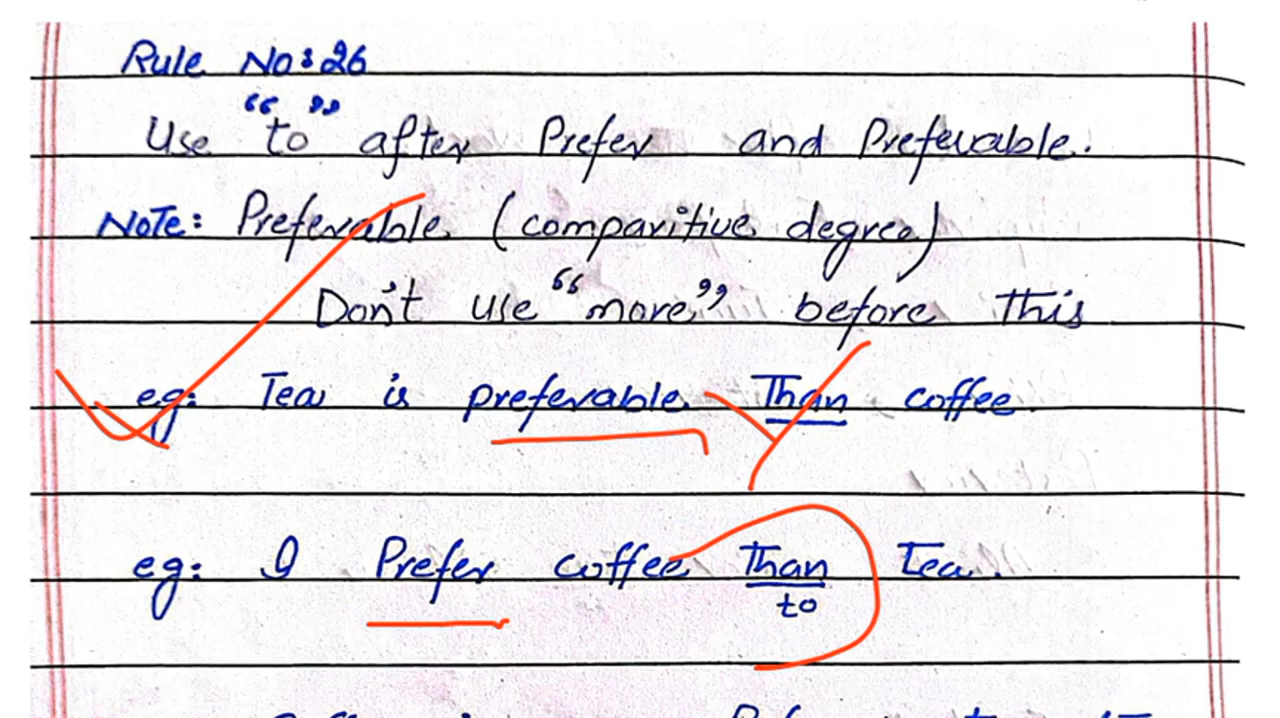 Rule No: 26
Use "to" after Prefer and Preferable.
NOTE: Preferable (comparitive degree)
Don't use "more" before this
eg: Tea is preferable Than coffee.
eg: I Prefer coffee Than Tea.
to